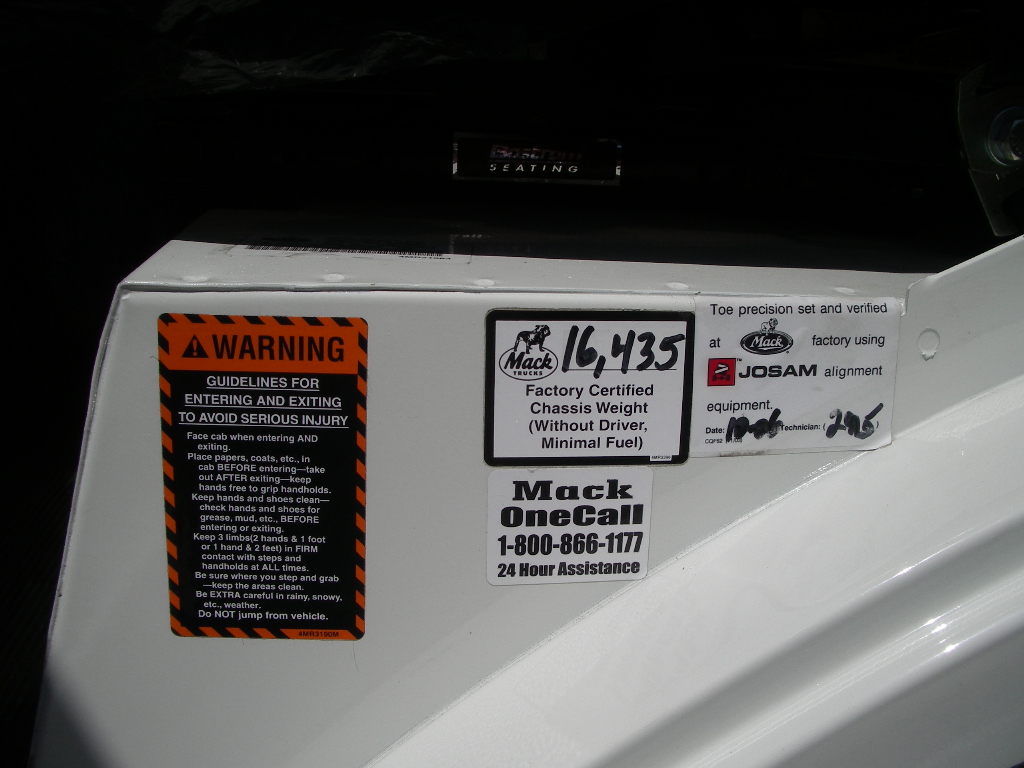 Bostrom
SEATING
WARNING
GUIDELINES FOR
ENTERING AND EXITING
TO AVOID SERIOUS INJURY
Face cab when entering AND
exiting.
Place papers, coats, etc., in
cab BEFORE entering—take
out AFTER exiting—keep
hands free to grip handholds.
Keep hands and shoes clean—
check hands and shoes for
grease, mud, etc., BEFORE
entering or exiting.
Keep 3 limbs(2 hands & 1 foot
or 1 hand & 2 feet) in FIRM
contact with steps and
handholds at ALL times.
Be sure where you step and grab
—keep the areas clean.
Be EXTRA careful in rainy, snowy,
etc., weather.
Do NOT jump from vehicle.
4MR3190M
Mack
TRUCKS
16,435
Factory Certified
Chassis Weight
(Without Driver,
Minimal Fuel)
Mack
OneCall
1-800-866-1177
24 Hour Assistance
Toe precision set and verified
at Mack factory using
JOSAM alignment
equipment.
Date: Technician: ( )